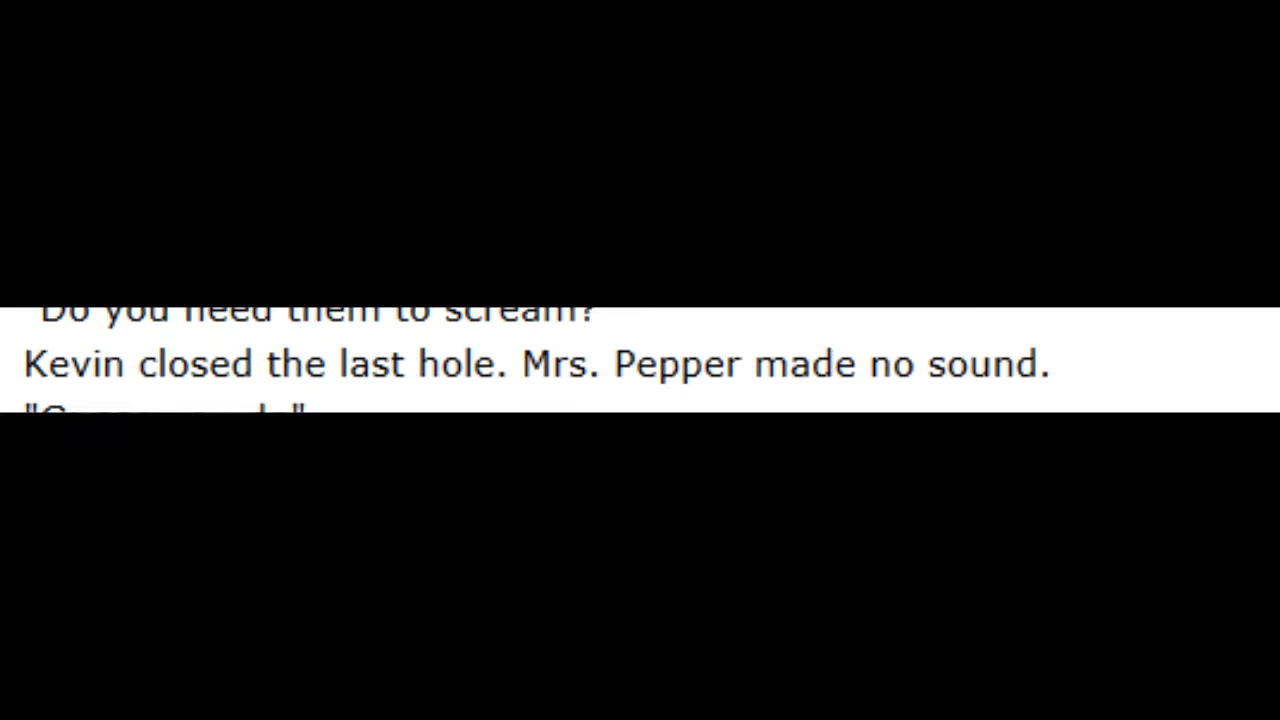 Do you need them to scream?
Kevin closed the last hole. Mrs. Pepper made no sound.